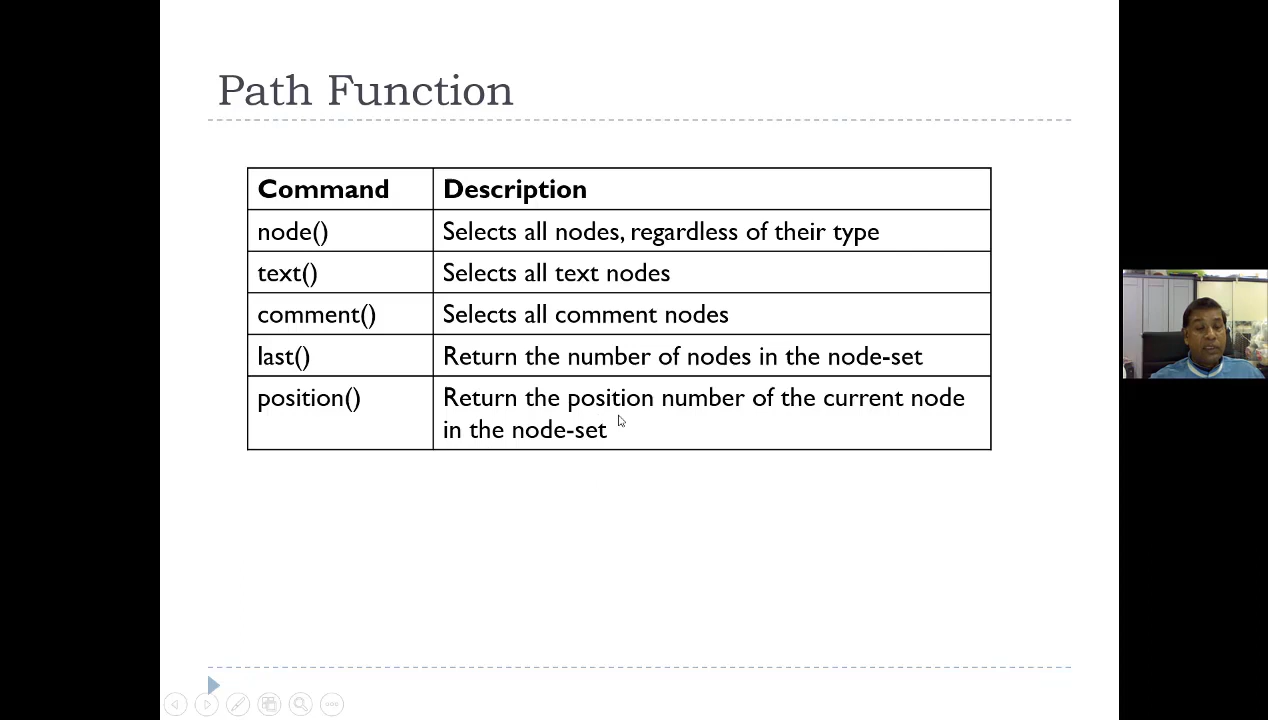 Path Function
Command Description
node() Selects all nodes, regardless of their type
text() Selects all text nodes
comment() Selects all comment nodes
last() Return the number of nodes in the node-set
position() Return the position number of the current node
in the node-set